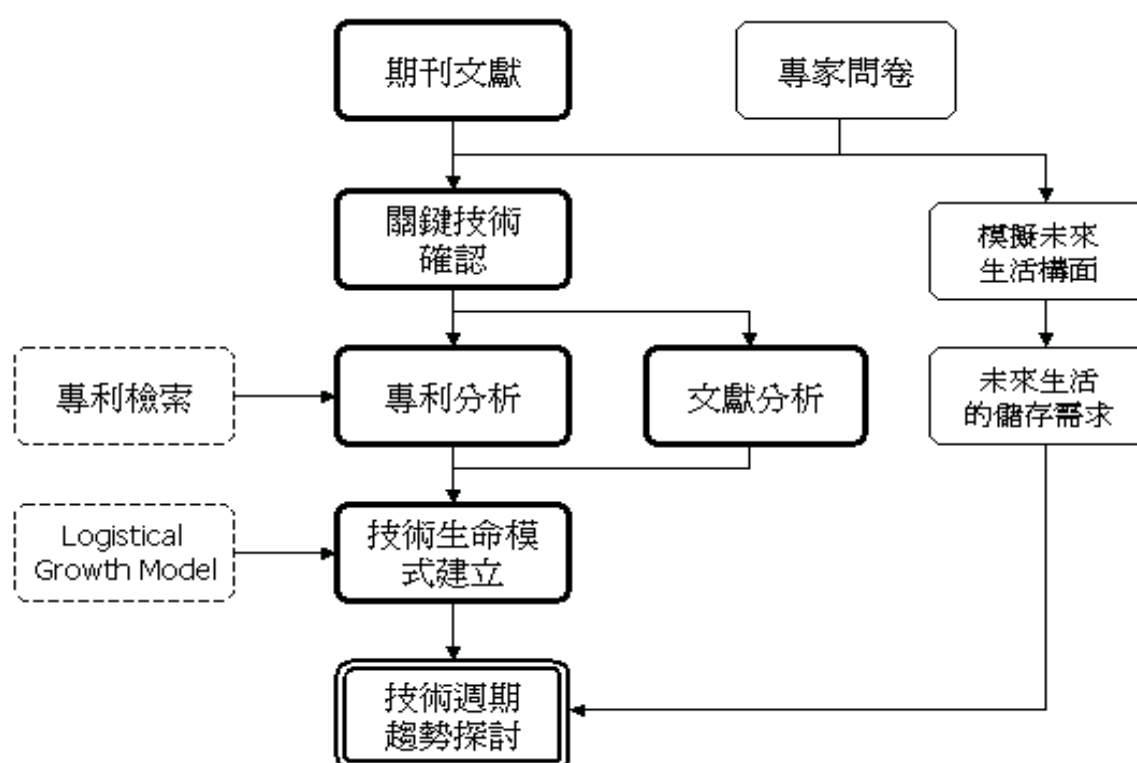 期刊文獻
專家問卷
關鍵技術
確認
模擬未來
生活構面
專利檢索
專利分析
文獻分析
未來生活
的儲存需求
Logistical
Growth Model
技術生命模
式建立
技術週期
趨勢探討